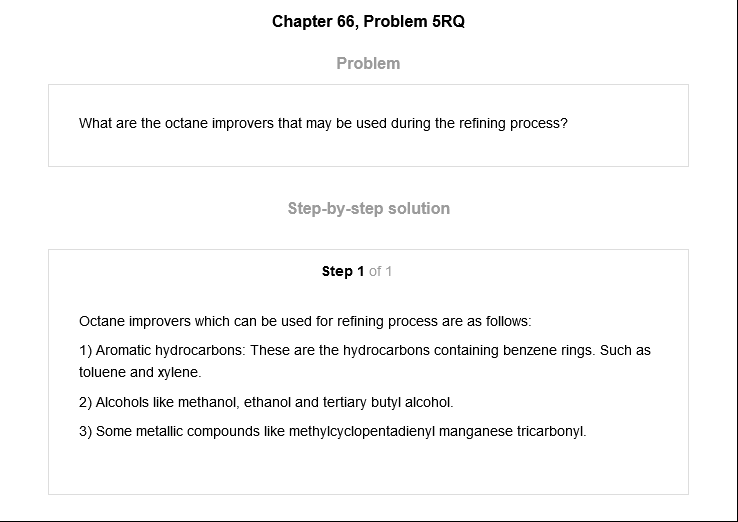 Chapter 66, Problem 5RQ
Problem
What are the octane improvers that may be used during the refining process?
Step-by-step solution
Step 1 of 1
Octane improvers which can be used for refining process are as follows:
1) Aromatic hydrocarbons: These are the hydrocarbons containing benzene rings. Such as
toluene and xylene.
2) Alcohols like methanol, ethanol and tertiary butyl alcohol.
3) Some metallic compounds like methylcyclopentadienyl manganese tricarbonyl.